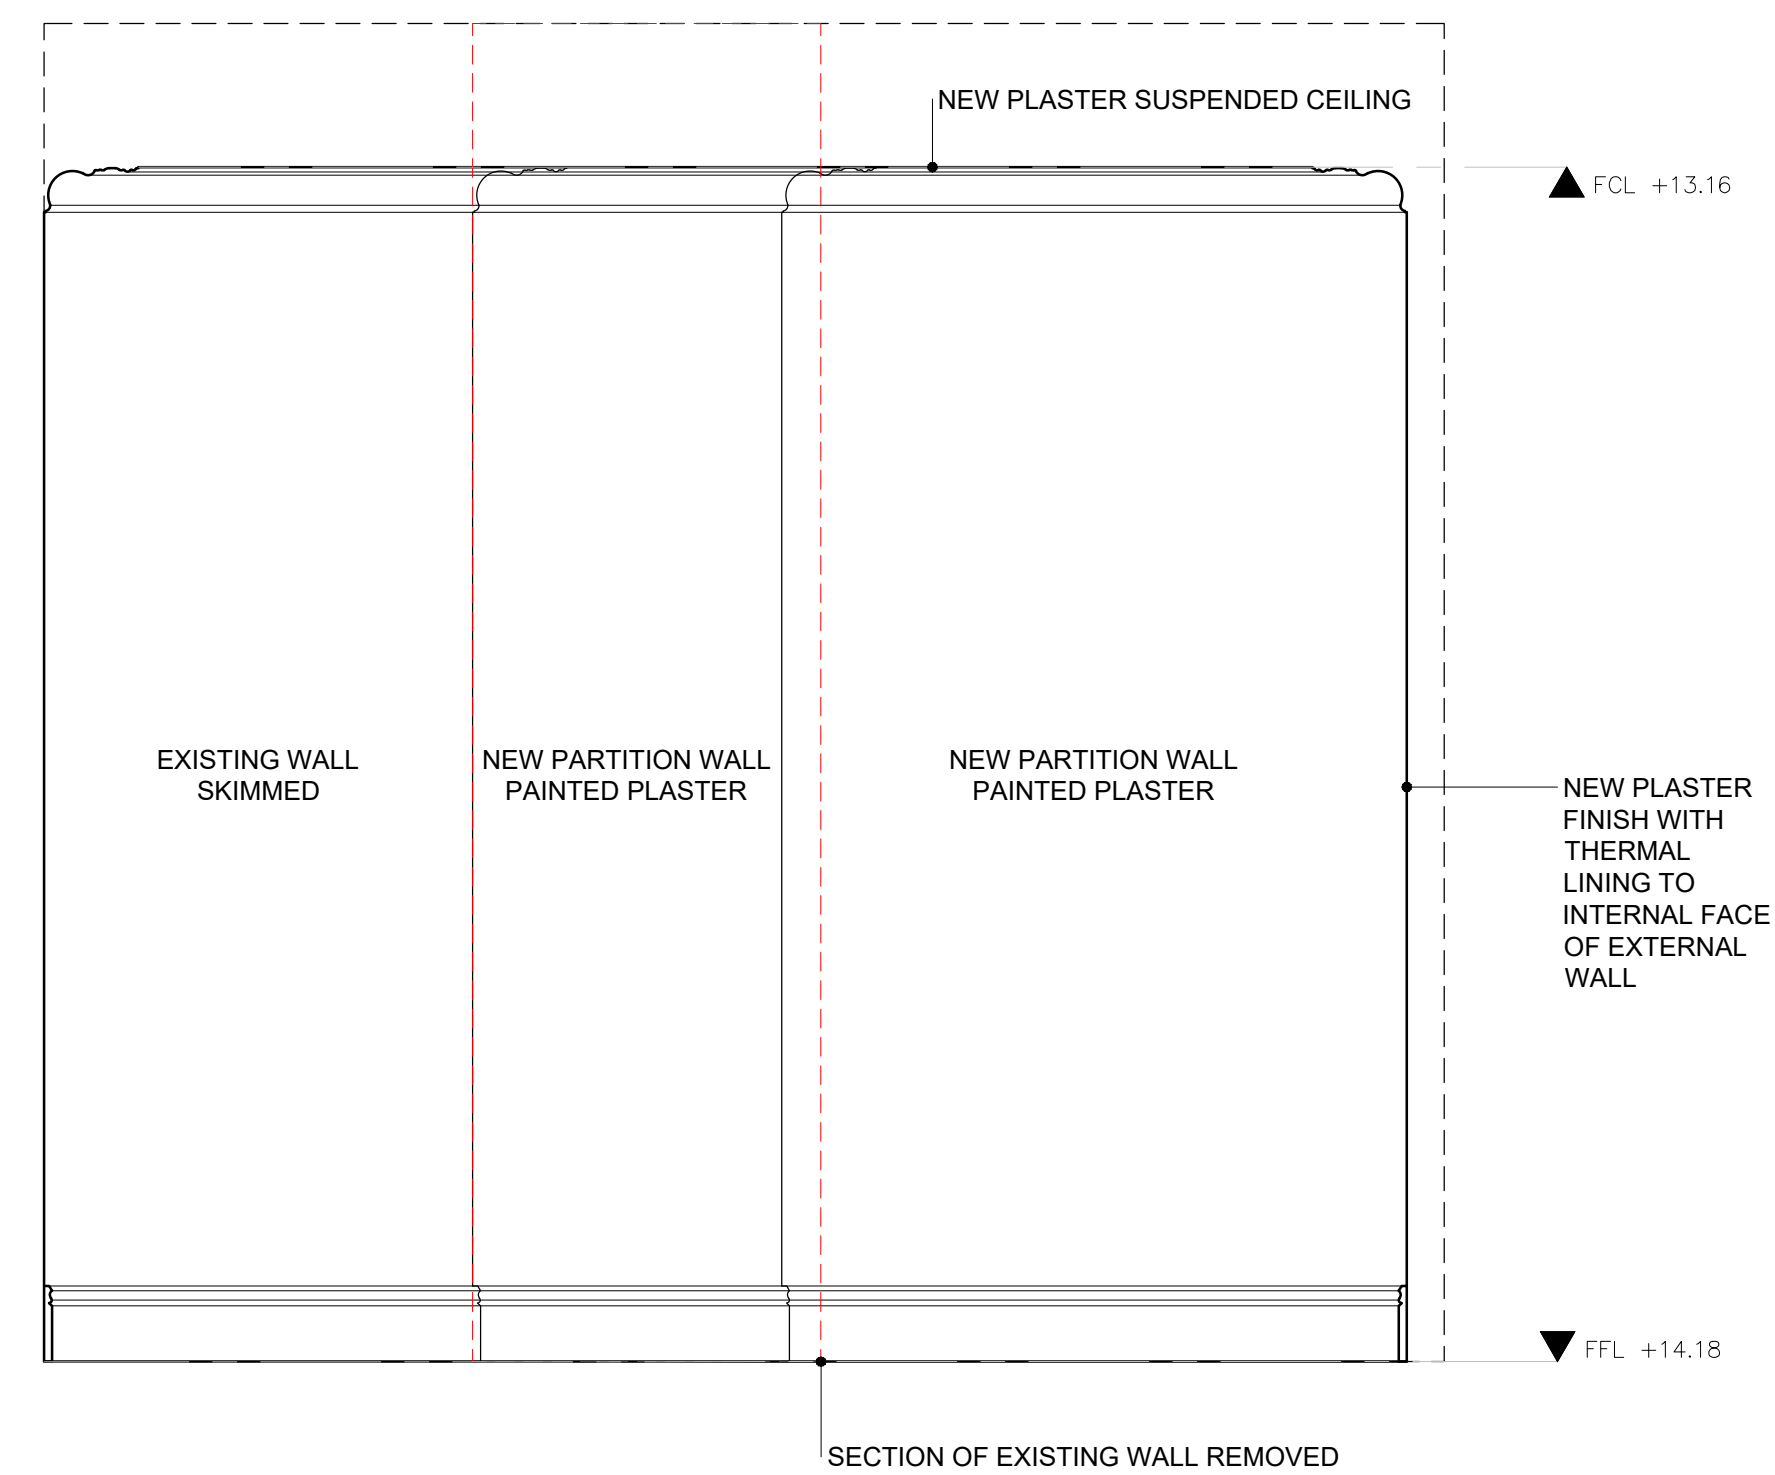 NEW PLASTER SUSPENDED CEILING
FCL +13.16
EXISTING WALL
SKIMMED
NEW PARTITION WALL
PAINTED PLASTER
NEW PARTITION WALL
PAINTED PLASTER
NEW PLASTER
FINISH WITH
THERMAL
LINING TO
INTERNAL FACE
OF EXTERNAL
WALL
FFL +14.18
SECTION OF EXISTING WALL REMOVED